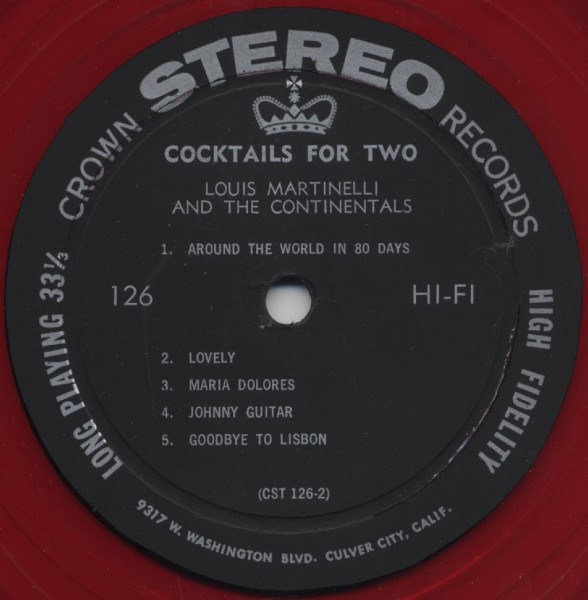 STEREO
CROWN RECORDS
COCKTAILS FOR TWO
LOUIS MARTINELLI
AND THE CONTINENTALS
1. AROUND THE WORLD IN 80 DAYS
126 HI-FI
2. LOVELY
3. MARIA DOLORES
4. JOHNNY GUITAR
5. GOODBYE TO LISBON
(CST 126-2)
LONG PLAYING 33⅓
HIGH FIDELITY
9317 W. WASHINGTON BLVD. CULVER CITY, CALIF.